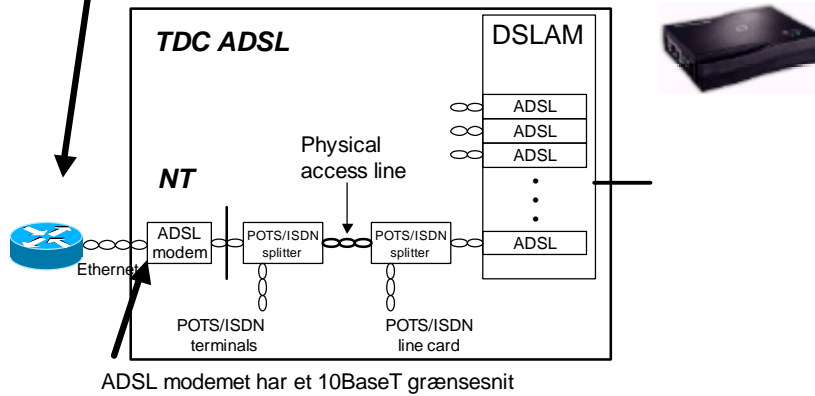 TDC ADSL
DSLAM
ADSL
ADSL
ADSL
Physical
access line
NT
ADSL
modem
POTS/ISDN
splitter
POTS/ISDN
splitter
ADSL
Ethernet
POTS/ISDN
terminals
POTS/ISDN
line card
ADSL modemet har et 10BaseT grænsesnit